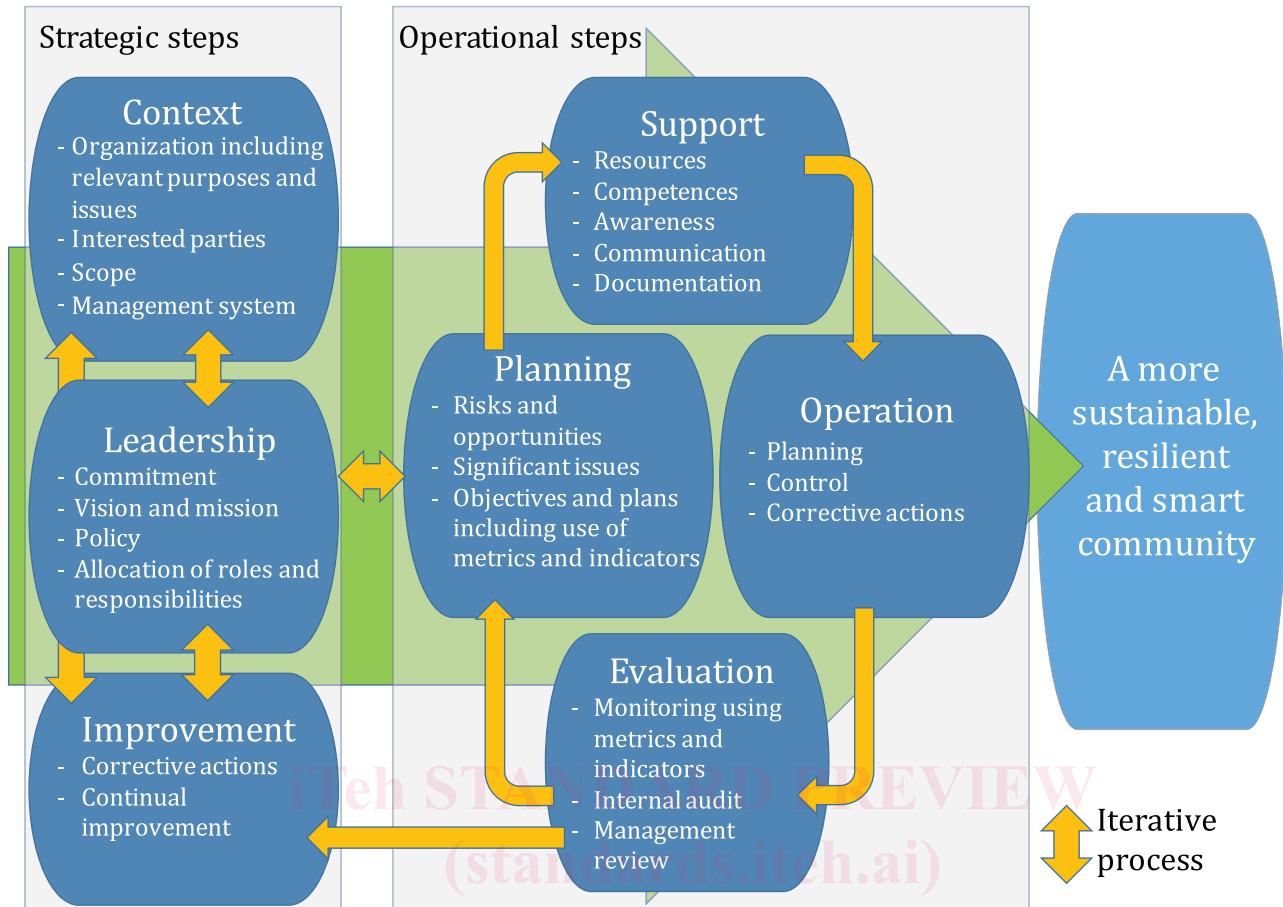 Strategic steps
Context
- Organization including
relevant purposes and
issues
- Interested parties
- Scope
- Management system
Leadership
- Commitment
- Vision and mission
- Policy
- Allocation of roles and
responsibilities
Improvement
- Corrective actions
- Continual
improvement
Operational steps
Support
- Resources
- Competences
- Awareness
- Communication
- Documentation
Planning
- Risks and
opportunities
- Significant issues
- Objectives and plans
including use of
metrics and indicators
Operation
- Planning
- Control
- Corrective actions
Evaluation
- Monitoring using
metrics and
indicators
- Internal audit
- Management
review
A more
sustainable,
resilient
and smart
community
Iterative
process
iTeh STANDARD PREVIEW
(standards.iteh.ai)